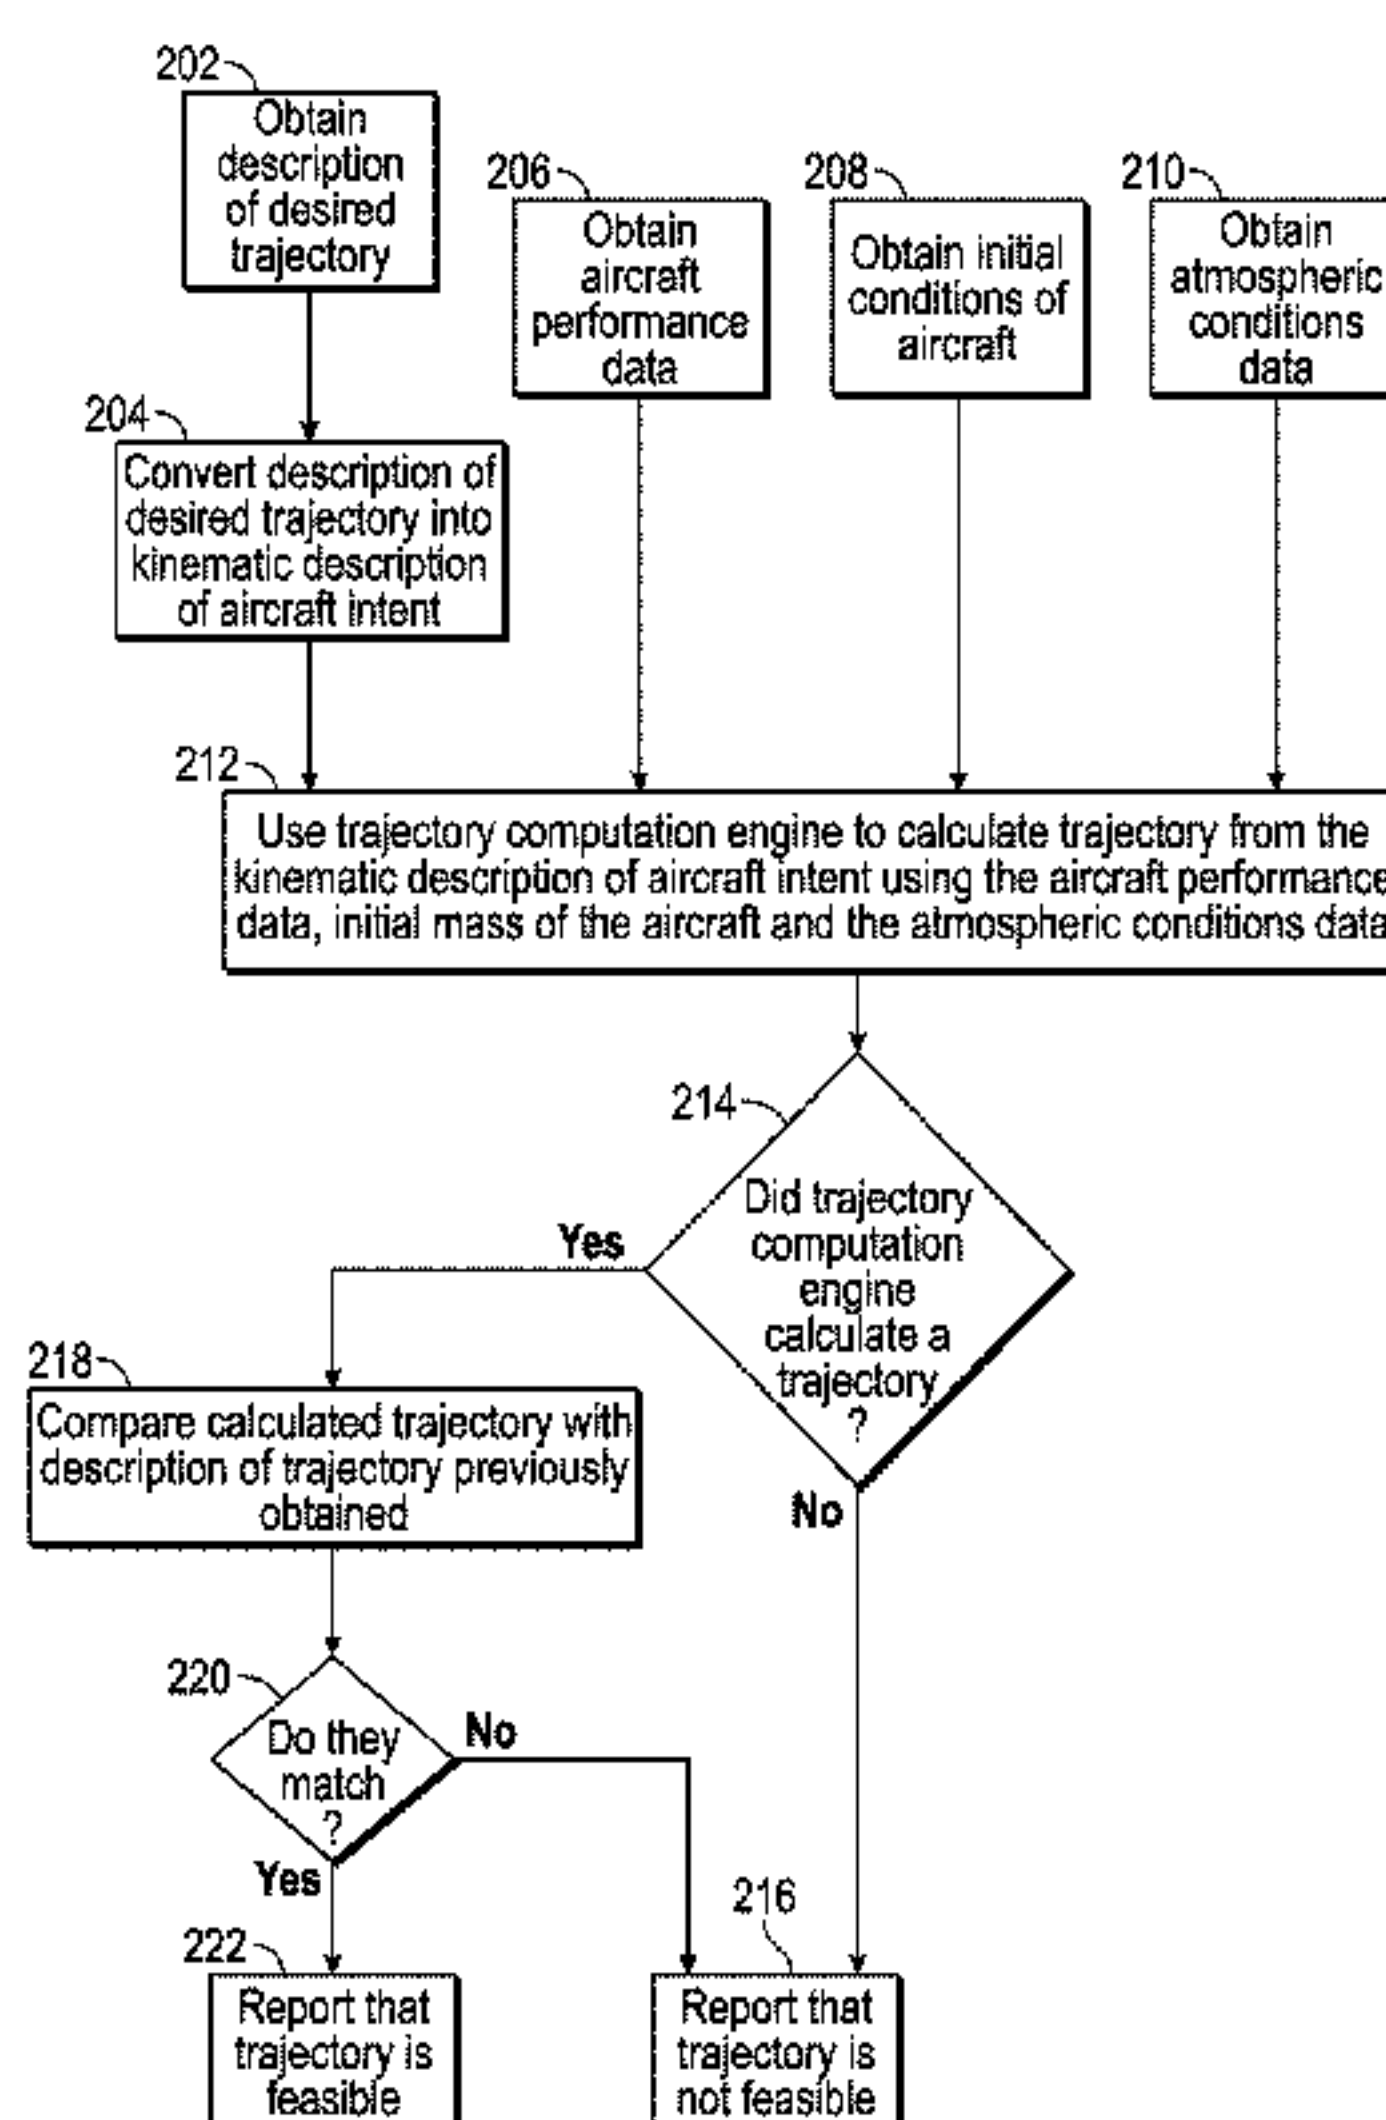 202
Obtain
description
of desired
trajectory
206
Obtain
aircraft
performance
data
208
Obtain initial
conditions of
aircraft
210
Obtain
atmospheric
conditions
data
204
Convert description of
desired trajectory into
kinematic description
of aircraft intent
212
Use trajectory computation engine to calculate trajectory from the
kinematic description of aircraft intent using the aircraft performance
data, initial mass of the aircraft and the atmospheric conditions data
214
Did trajectory
computation
engine
calculate a
trajectory
?
Yes
No
218
Compare calculated trajectory with
description of trajectory previously
obtained
220
Do they
match
?
No
Yes
222
Report that
trajectory is
feasible
216
Report that
trajectory is
not feasible